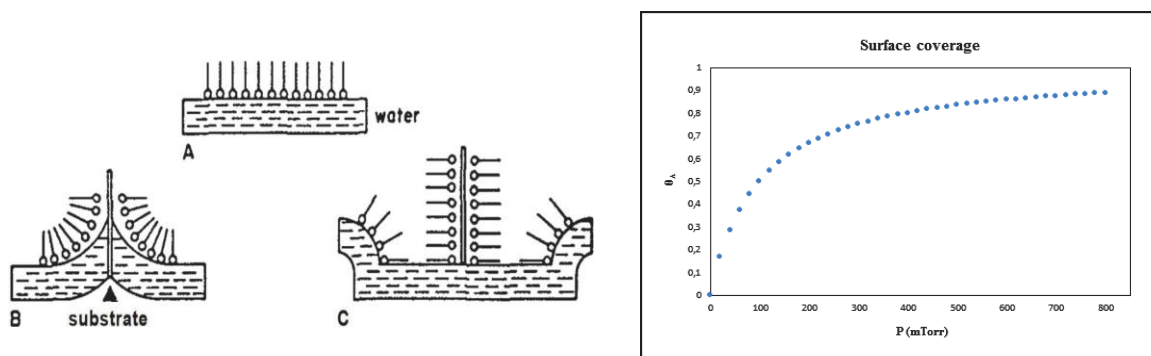 water
A
B
substrate
C
Surface coverage
1
0,9
0,8
0,7
0,6
0,5
0,4
0,3
0,2
0,1
0
θA
0 100 200 300 400 500 600 700 800
P (mTorr)